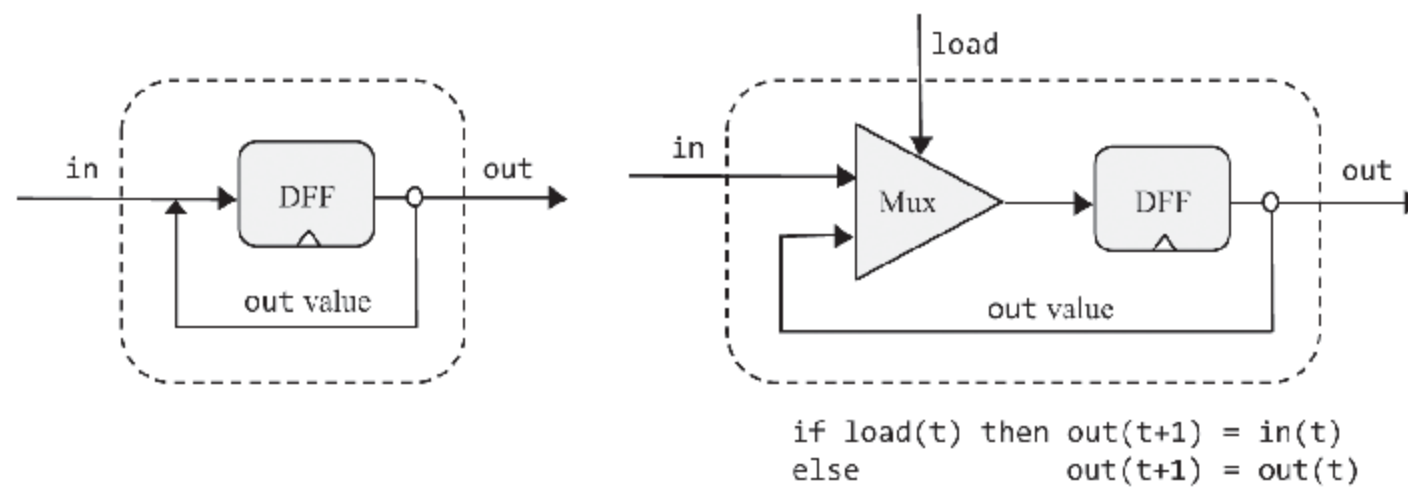 in
DFF
out
out value
load
in
Mux
DFF
out
out value
if load(t) then out(t+1) = in(t)
else out(t+1) = out(t)